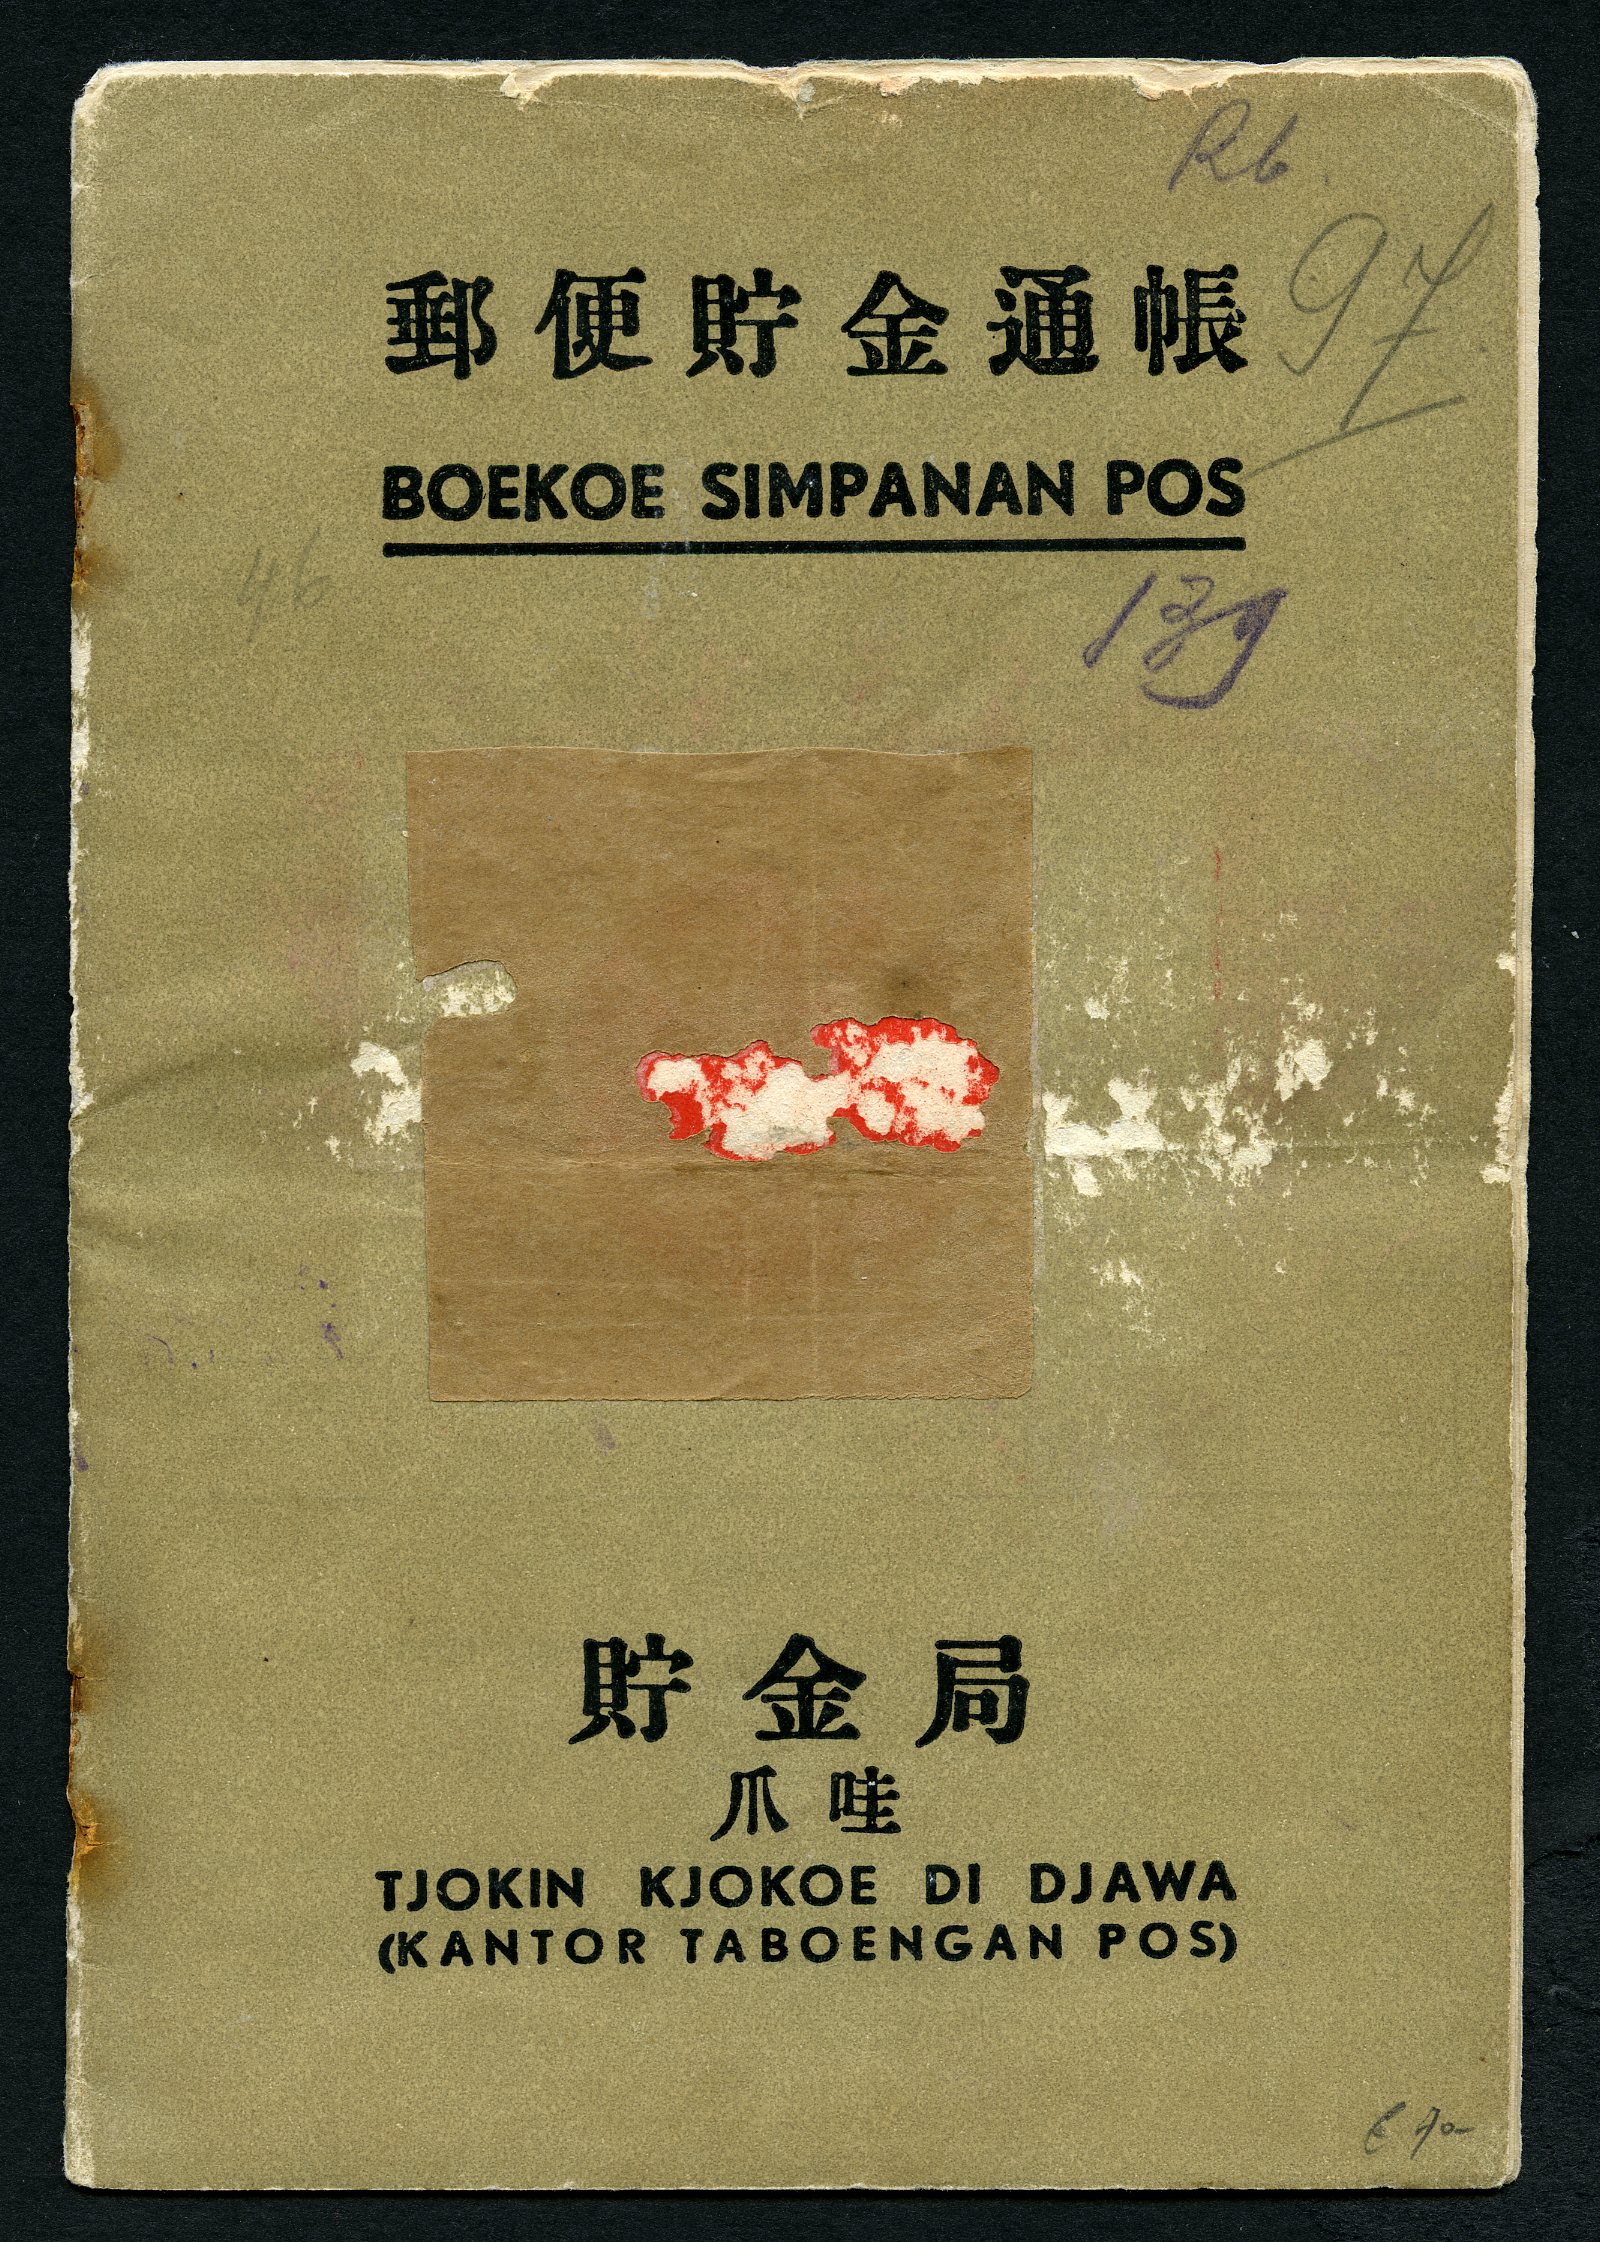 Rb.
97
郵便貯金通帳
BOEKOE SIMPANAN POS
46
貯金局
爪哇
TJOKIN KJOKOE DI DJAWA
(KANTOR TABOENGAN POS)